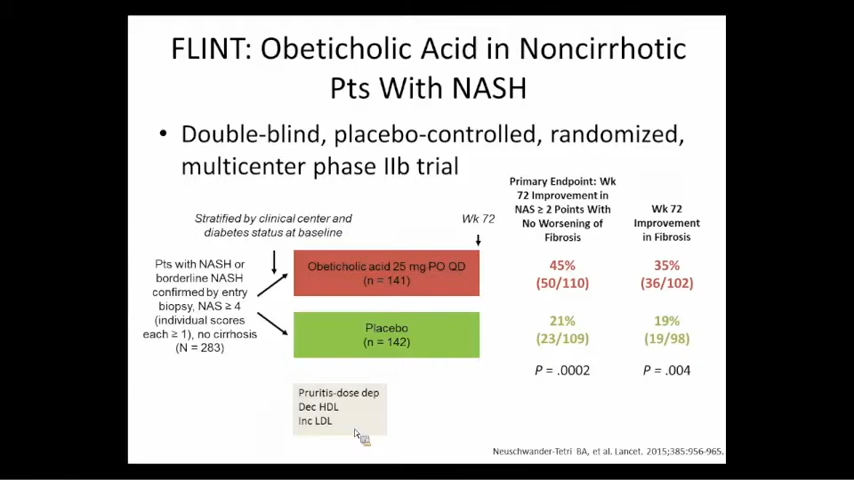 FLINT: Obeticholic Acid in Noncirrhotic
Pts With NASH
• Double-blind, placebo-controlled, randomized,
multicenter phase IIb trial
Stratified by clinical center and
diabetes status at baseline
Wk 72
Pts with NASH or
borderline NASH
confirmed by entry
biopsy, NAS ≥ 4
(individual scores
each ≥ 1), no cirrhosis
(N = 283)
Obeticholic acid 25 mg PO QD
(n = 141)
Placebo
(n = 142)
Primary Endpoint: Wk
72 Improvement in
NAS ≥ 2 Points With
No Worsening of
Fibrosis
45%
(50/110)
21%
(23/109)
P = .0002
Wk 72
Improvement
in Fibrosis
35%
(36/102)
19%
(19/98)
P = .004
Pruritis-dose dep
Dec HDL
Inc LDL
Neuschwander-Tetri BA, et al. Lancet. 2015;385:956-965.